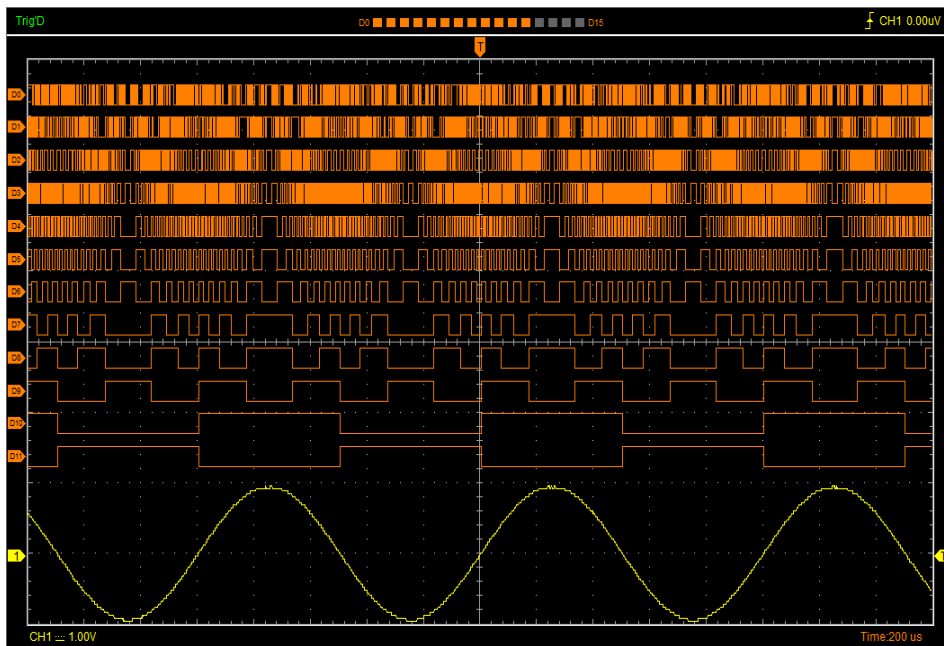 Trig'D D0 D15 CH1 0.00uV
T
D0
D1
D2
D3
D4
D5
D6
D7
D8
D9
D10
D11
1
CH1 1.00V Time:200 us